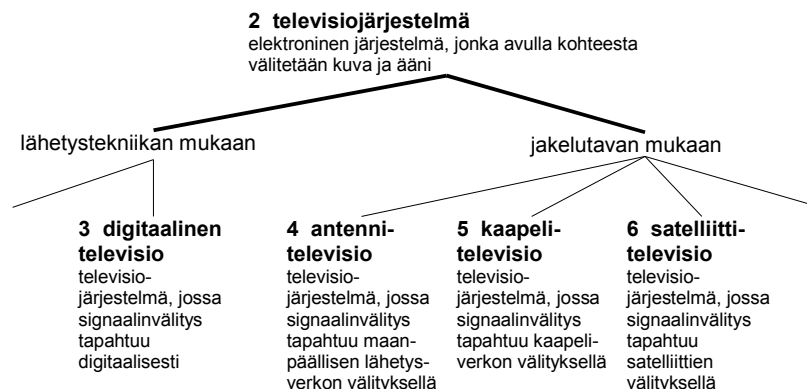 2 televisiojärjestelmä
elektroninen järjestelmä, jonka avulla kohteesta
välitetään kuva ja ääni
lähetystekniikan mukaan
jakelutavan mukaan
3 digitaalinen
televisio
televisio-
järjestelmä, jossa
signaalinvälitys
tapahtuu
digitaalisesti
4 antenni-
televisio
televisio-
järjestelmä, jossa
signaalinvälitys
tapahtuu maan-
päällisen lähetys-
verkon välityksellä
5 kaapeli-
televisio
televisio-
järjestelmä, jossa
signaalinvälitys
tapahtuu kaapeli-
verkon välityksellä
6 satelliitti-
televisio
televisio-
järjestelmä, jossa
signaalinvälitys
tapahtuu
satelliittien
välityksellä